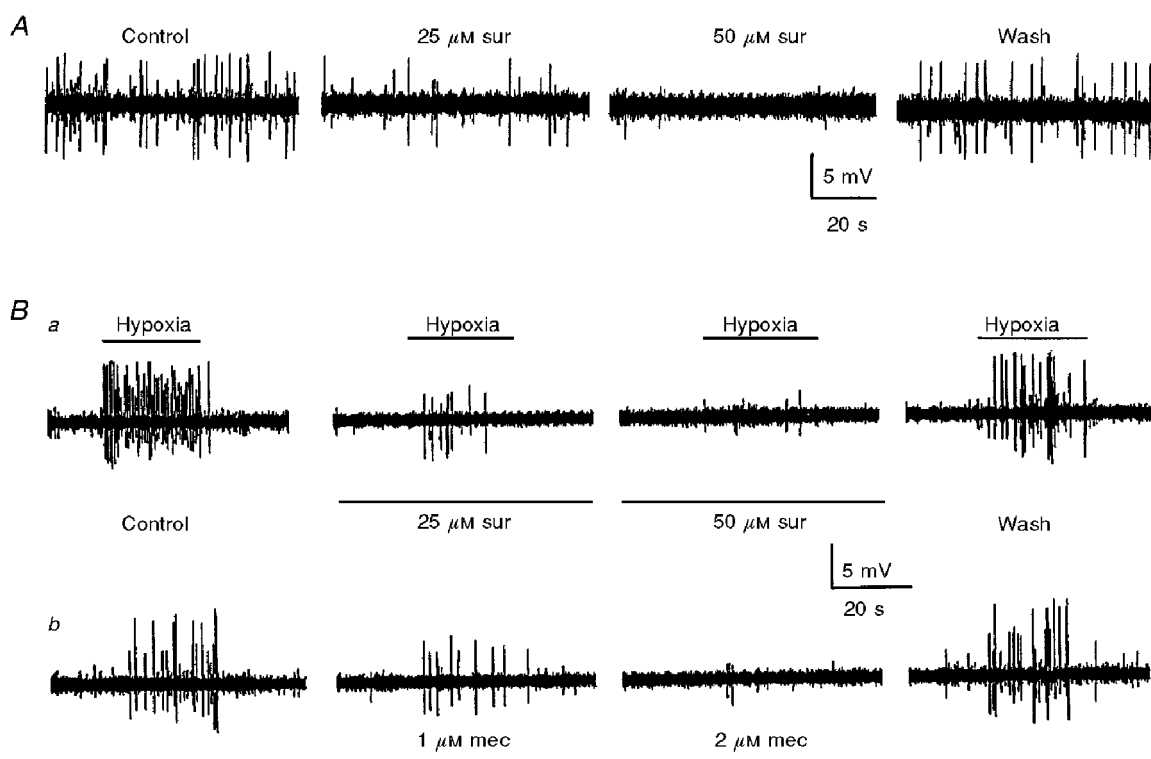 A
Control 25 μM sur 50 μM sur Wash
5 mV
20 s
B
a Hypoxia Hypoxia Hypoxia Hypoxia
Control 25 μM sur 50 μM sur Wash
5 mV
20 s
b
1 μM mec 2 μM mec